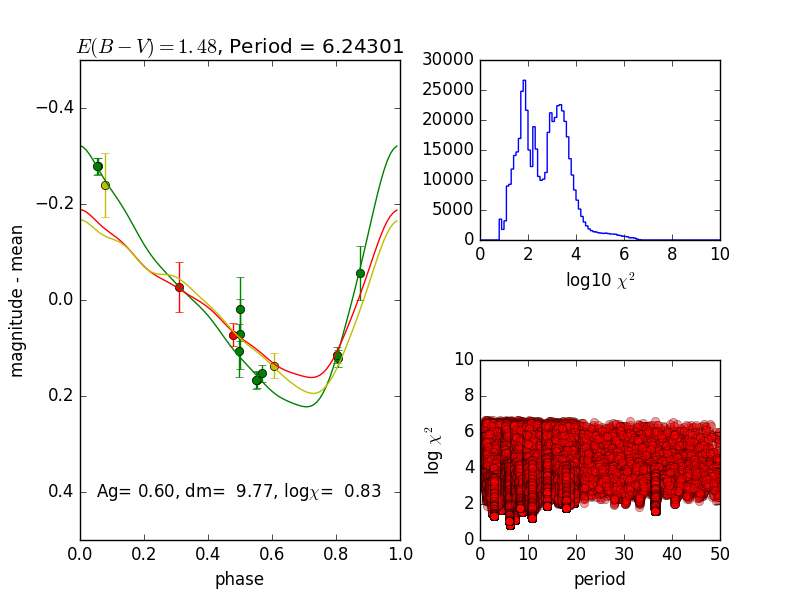 E(B − V) = 1.48, Period = 6.24301
−0.4
−0.2
0.0
0.2
0.4
magnitude - mean
0.0 0.2 0.4 0.6 0.8 1.0
phase
Ag= 0.60, dm= 9.77, logχ= 0.83
30000
25000
20000
15000
10000
5000
0
0 2 4 6 8 10
log10 χ²
10
8
6
4
2
0
log χ²
0 10 20 30 40 50
period